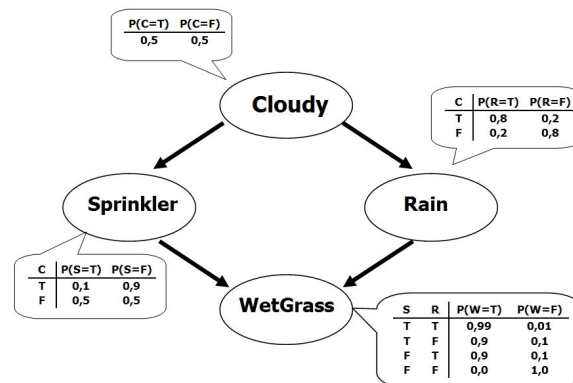 P(C=T) P(C=F)
0,5 0,5
Cloudy
C P(R=T) P(R=F)
T 0,8 0,2
F 0,2 0,8
Sprinkler
Rain
C P(S=T) P(S=F)
T 0,1 0,9
F 0,5 0,5
WetGrass
S R P(W=T) P(W=F)
T T 0,99 0,01
T F 0,9 0,1
F T 0,9 0,1
F F 0,0 1,0